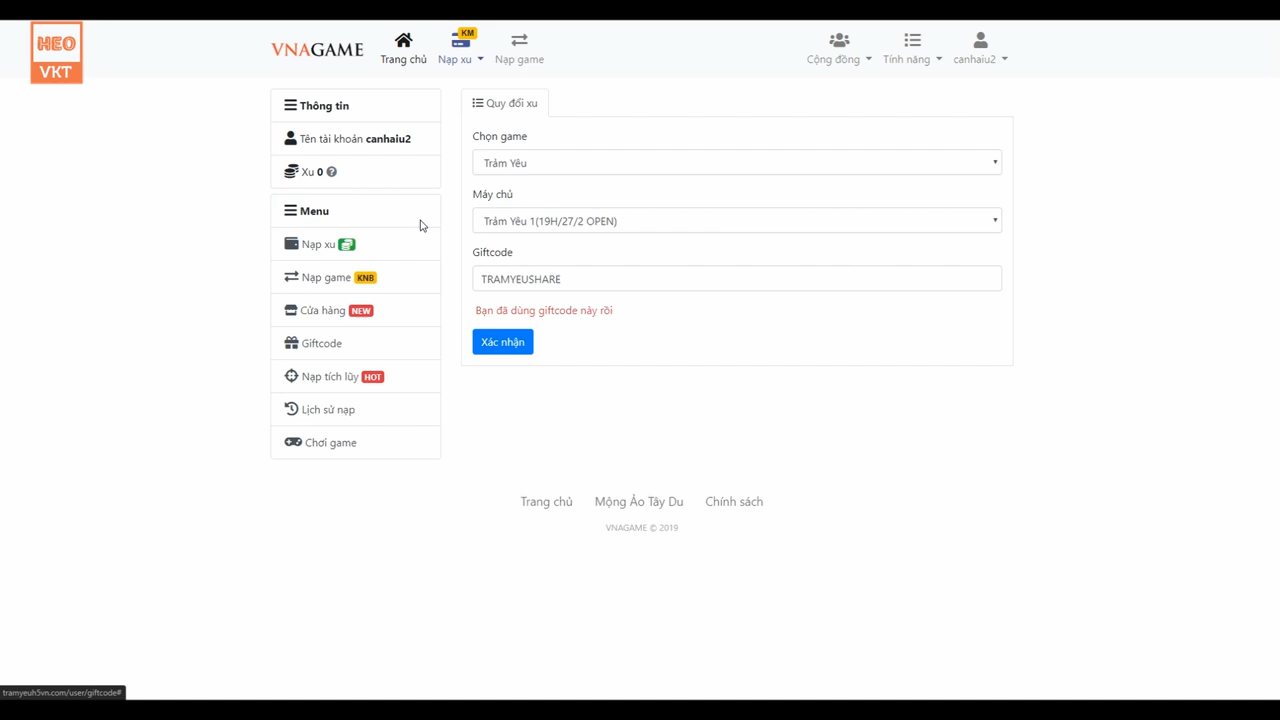 HEO
VKT
VNAGAME
Trang chủ
KM
Nạp xu
Nạp game
Cộng đồng
Tính năng
canhaiu2
Thông tin
Tên tài khoản canhaiu2
Xu 0
Menu
Nạp xu
Nạp game KNB
Cửa hàng NEW
Giftcode
Nạp tích lũy HOT
Lịch sử nạp
Chơi game
Quy đổi xu
Chọn game
Trảm Yêu
Máy chủ
Trảm Yêu 1(19H/27/2 OPEN)
Giftcode
TRAMYEUSHARE
Bạn đã dùng giftcode này rồi
Xác nhận
Trang chủ Mộng Ảo Tây Du Chính sách
VNAGAME © 2019
tramyeuh5vn.com/user/giftcode#